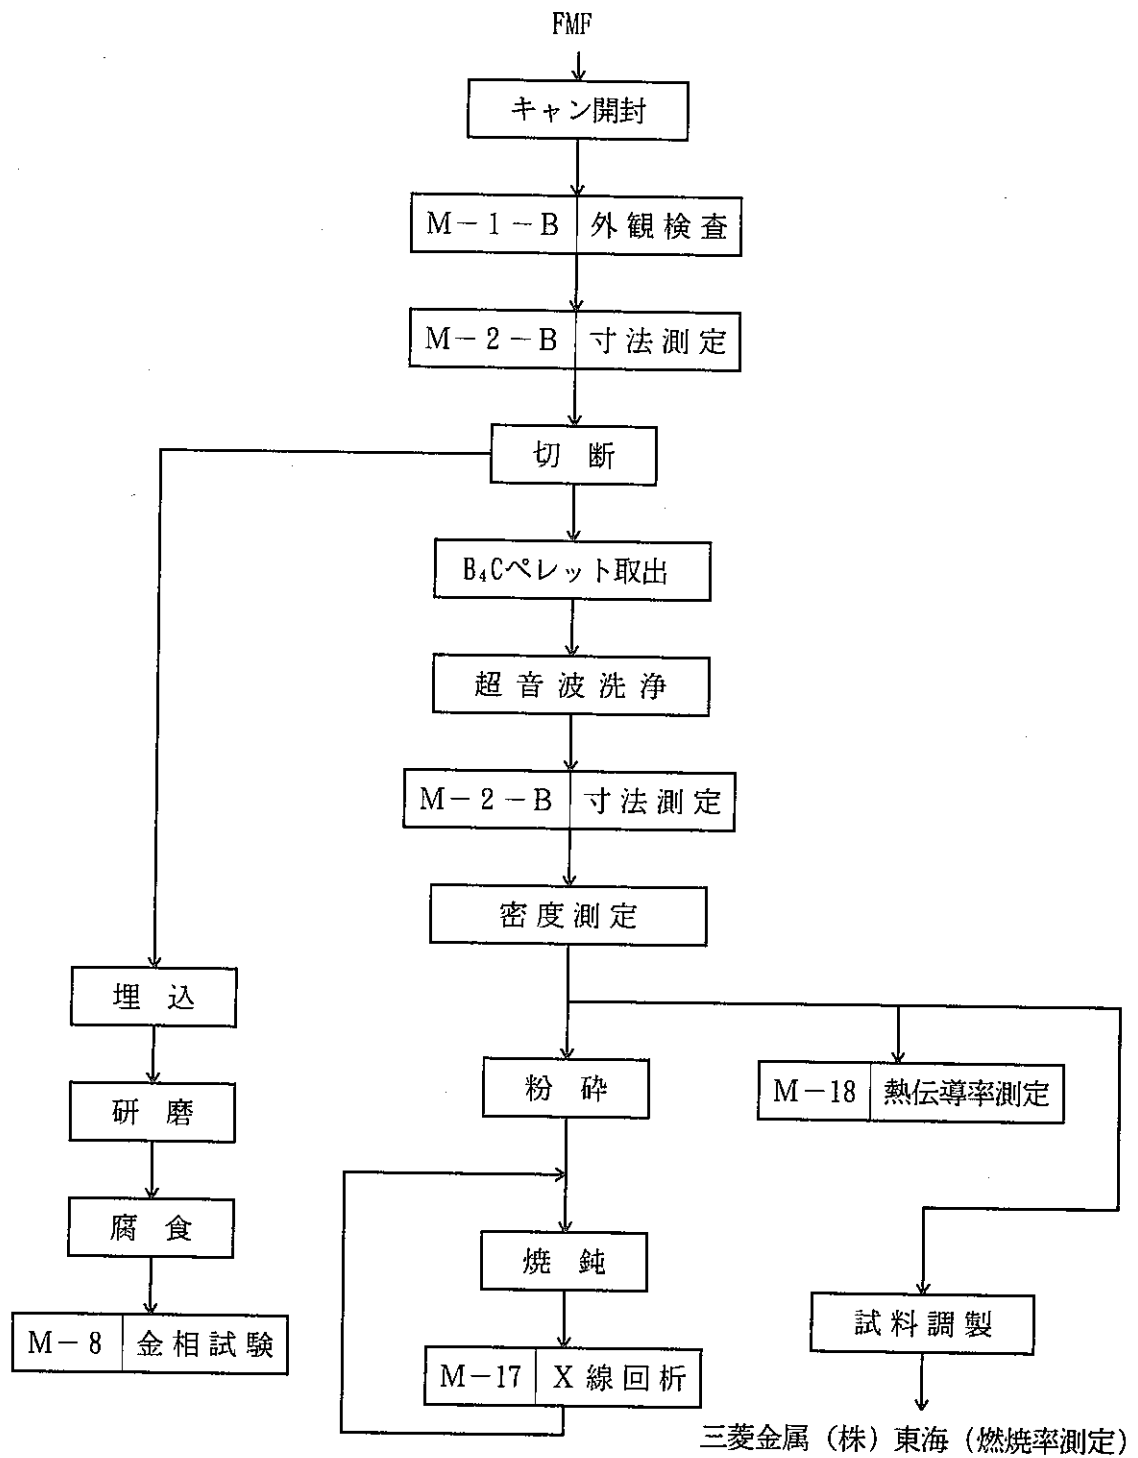 FMF
キャン開封
M－1－B 外観検査
M－2－B 寸法測定
切断
B₄Cペレット取出
超音波洗浄
M－2－B 寸法測定
密度測定
埋込
研磨
腐食
M－8 金相試験
粉砕
焼鈍
M－17 X線回析
M－18 熱伝導率測定
試料調製
三菱金属（株）東海（燃焼率測定）